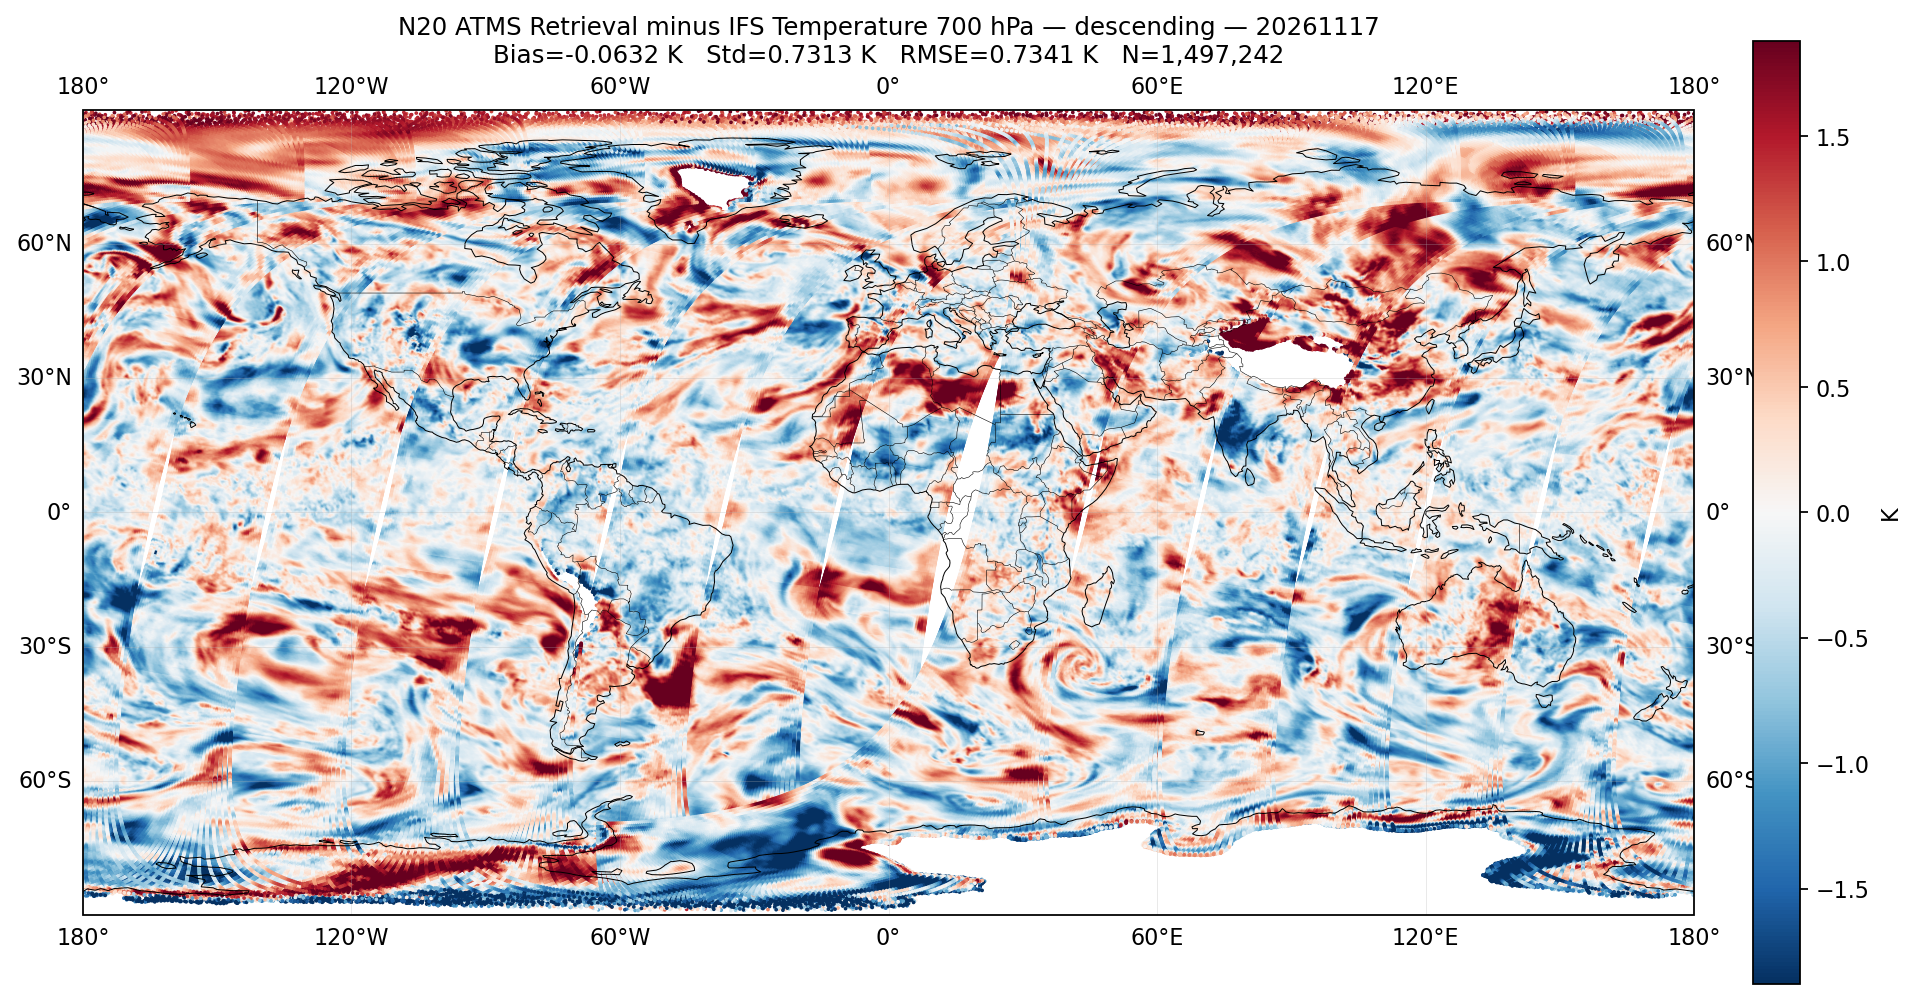 N20 ATMS Retrieval minus IFS Temperature 700 hPa — descending — 20261117
Bias=-0.0632 K   Std=0.7313 K   RMSE=0.7341 K   N=1,497,242
180° 120°W 60°W 0° 60°E 120°E 180°
60°N 60°N
30°N 30°N
0° 0°
30°S 30°S
60°S 60°S
180° 120°W 60°W 0° 60°E 120°E 180°
1.5
1.0
0.5
0.0
−0.5
−1.0
−1.5
K